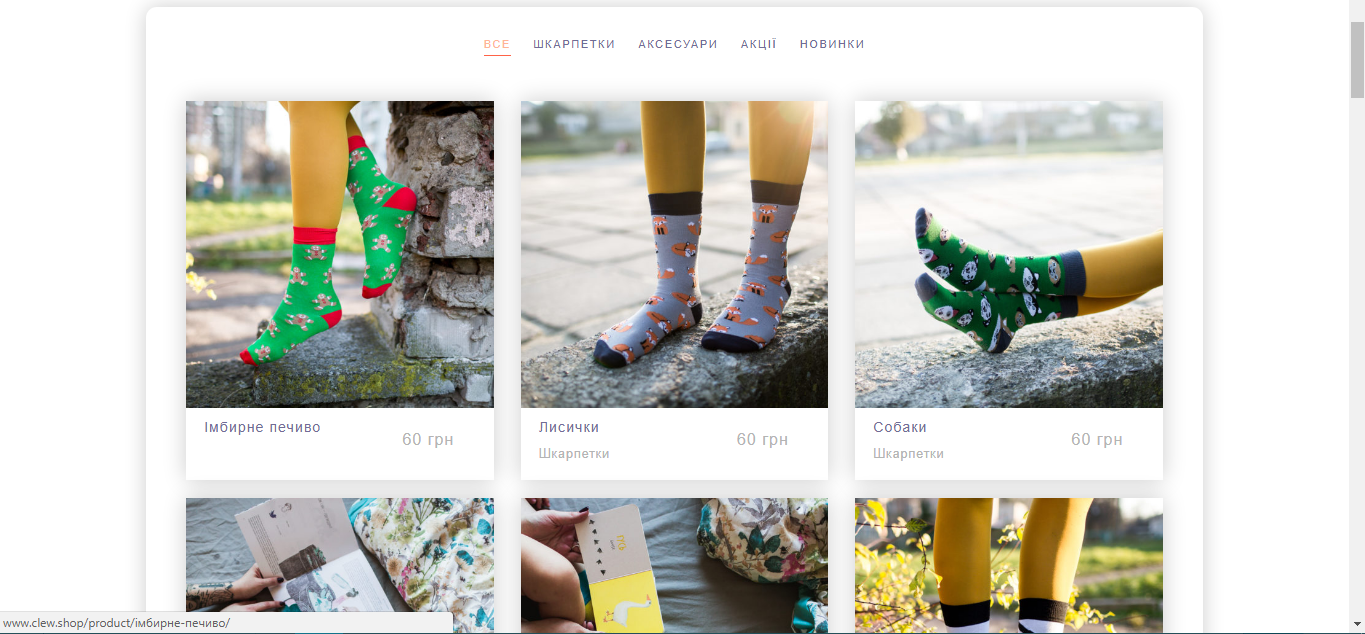 ВСЕ ШКАРПЕТКИ АКСЕСУАРИ АКЦІЇ НОВИНКИ
Імбирне печиво
60 грн
Лисички
60 грн
Шкарпетки
Собаки
60 грн
Шкарпетки
www.clew.shop/product/імбирне-печиво/